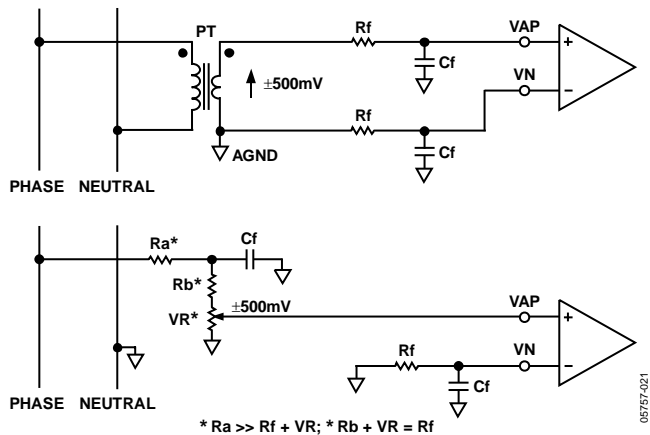 PT
Rf
VAP
Cf
±500mV
VN
Rf
Cf
AGND
PHASE NEUTRAL
Ra*
Cf
Rb*
±500mV
VR*
VAP
Rf
VN
Cf
PHASE NEUTRAL
* Ra >> Rf + VR; * Rb + VR = Rf
05757-021